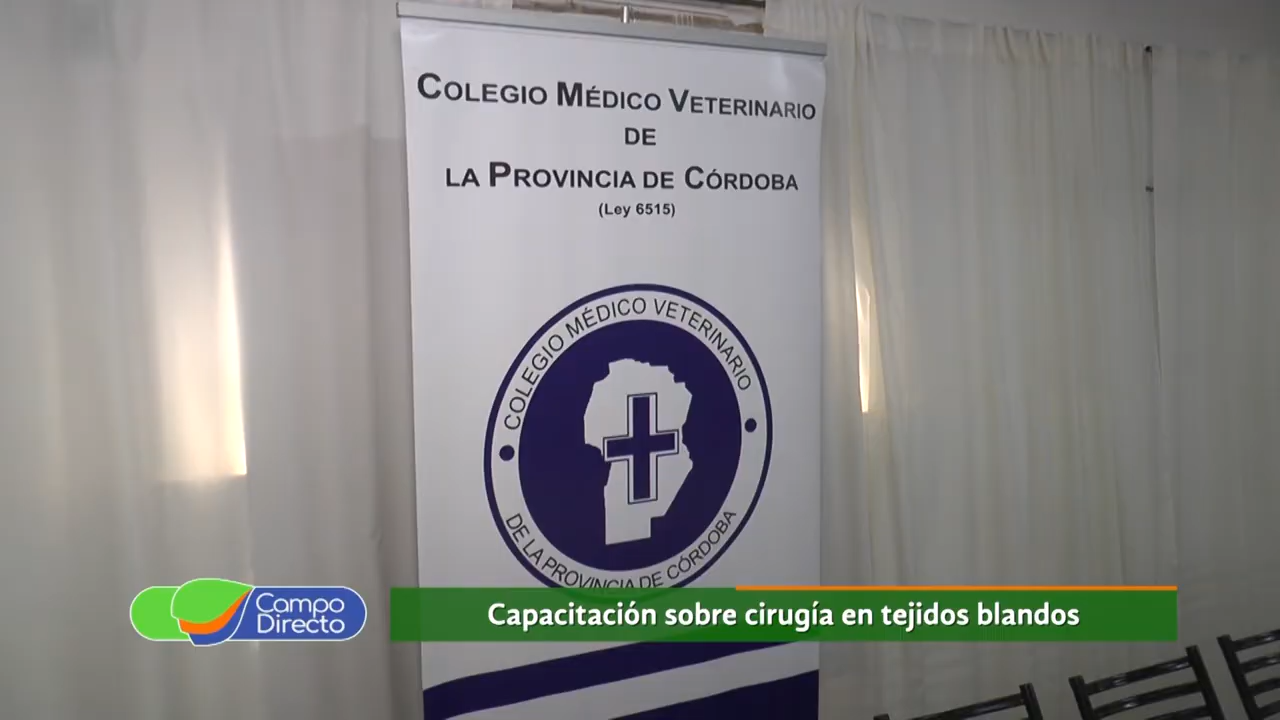 COLEGIO MÉDICO VETERINARIO
DE
LA PROVINCIA DE CÓRDOBA
(Ley 6515)
COLEGIO MÉDICO VETERINARIO
DE LA PROVINCIA DE CÓRDOBA
Campo
Directo
Capacitación sobre cirugía en tejidos blandos